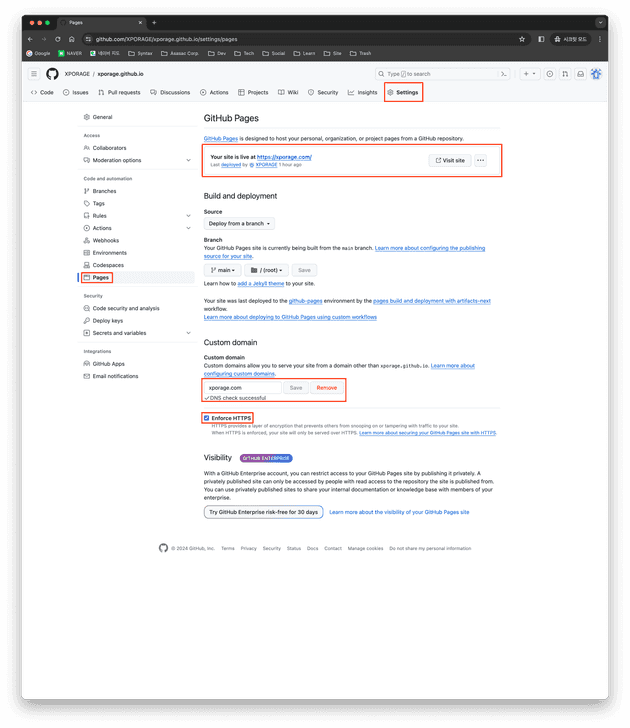 Pages
github.com/XPORAGE/xporage.github.io/settings/pages
시크릿 모드
Google NAVER 네이버 지도 Syntax Asasac Corp. Dev Tech Social Learn Site Trash
XPORAGE / xporage.github.io
Type / to search
Code Issues Pull requests Discussions Actions Projects Wiki Security Insights Settings
General
Access
Collaborators
Moderation options
Code and automation
Branches
Tags
Rules
Actions
Webhooks
Environments
Codespaces
Pages
Security
Code security and analysis
Deploy keys
Secrets and variables
Integrations
GitHub Apps
Email notifications
GitHub Pages
GitHub Pages is designed to host your personal, organization, or project pages from a GitHub repository.
Your site is live at https://xporage.com/
Last deployed by XPORAGE 1 hour ago
Visit site
Build and deployment
Source
Deploy from a branch
Branch
Your GitHub Pages site is currently being built from the main branch. Learn more about configuring the publishing
source for your site.
main / (root) Save
Learn how to add a Jekyll theme to your site.
Your site was last deployed to the github-pages environment by the pages build and deployment with artifacts-next
workflow.
Learn more about deploying to GitHub Pages using custom workflows
Custom domain
Custom domain
Custom domains allow you to serve your site from a domain other than xporage.github.io. Learn more about
configuring custom domains.
xporage.com Save Remove
DNS check successful
Enforce HTTPS
HTTPS provides a layer of encryption that prevents others from snooping on or tampering with traffic to your site.
When HTTPS is enforced, your site will only be served over HTTPS. Learn more about securing your GitHub Pages site with HTTPS.
Visibility GITHUB ENTERPRISE
With a GitHub Enterprise account, you can restrict access to your GitHub Pages site by publishing it privately. A
privately published site can only be accessed by people with read access to the repository the site is published from.
You can use privately published sites to share your internal documentation or knowledge base with members of your
enterprise.
Try GitHub Enterprise risk-free for 30 days Learn more about the visibility of your GitHub Pages site
© 2024 GitHub, Inc. Terms Privacy Security Status Docs Contact Manage cookies Do not share my personal information